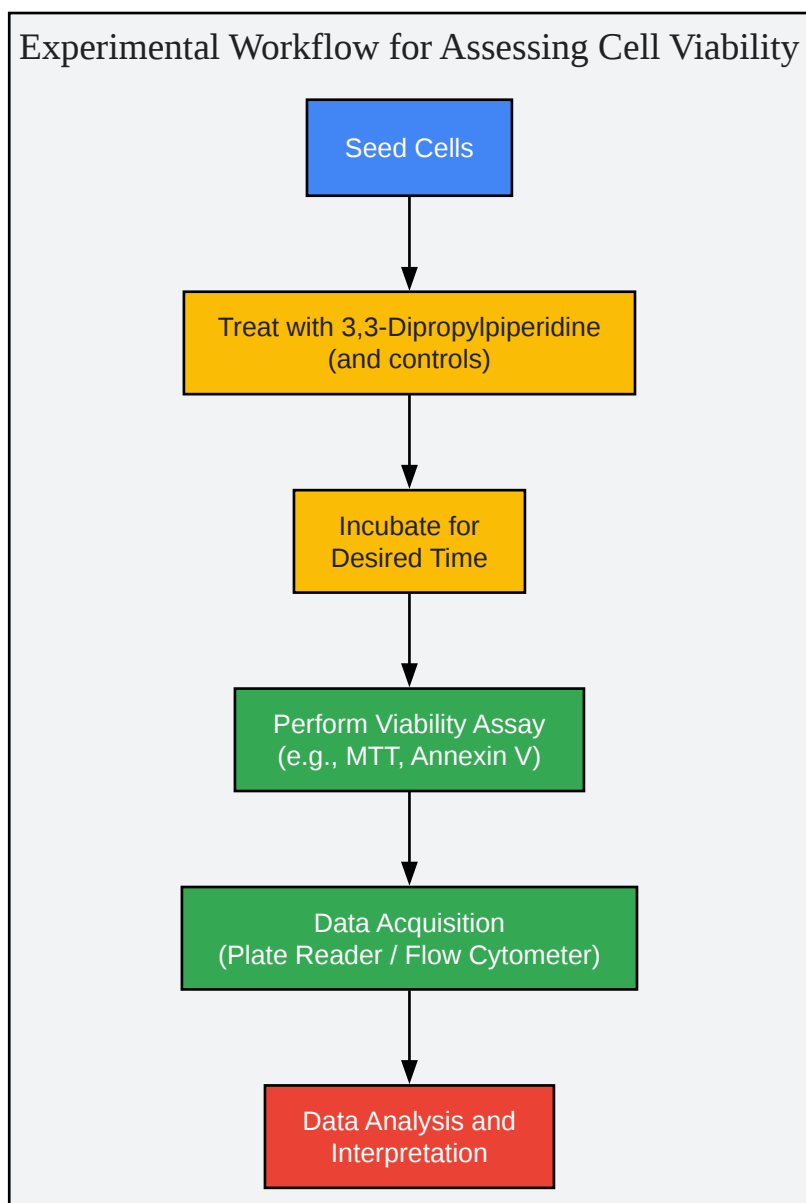 Experimental Workflow for Assessing Cell Viability
Seed Cells
Treat with 3,3-Dipropylpiperidine
(and controls)
Incubate for
Desired Time
Perform Viability Assay
(e.g., MTT, Annexin V)
Data Acquisition
(Plate Reader / Flow Cytometer)
Data Analysis and
Interpretation